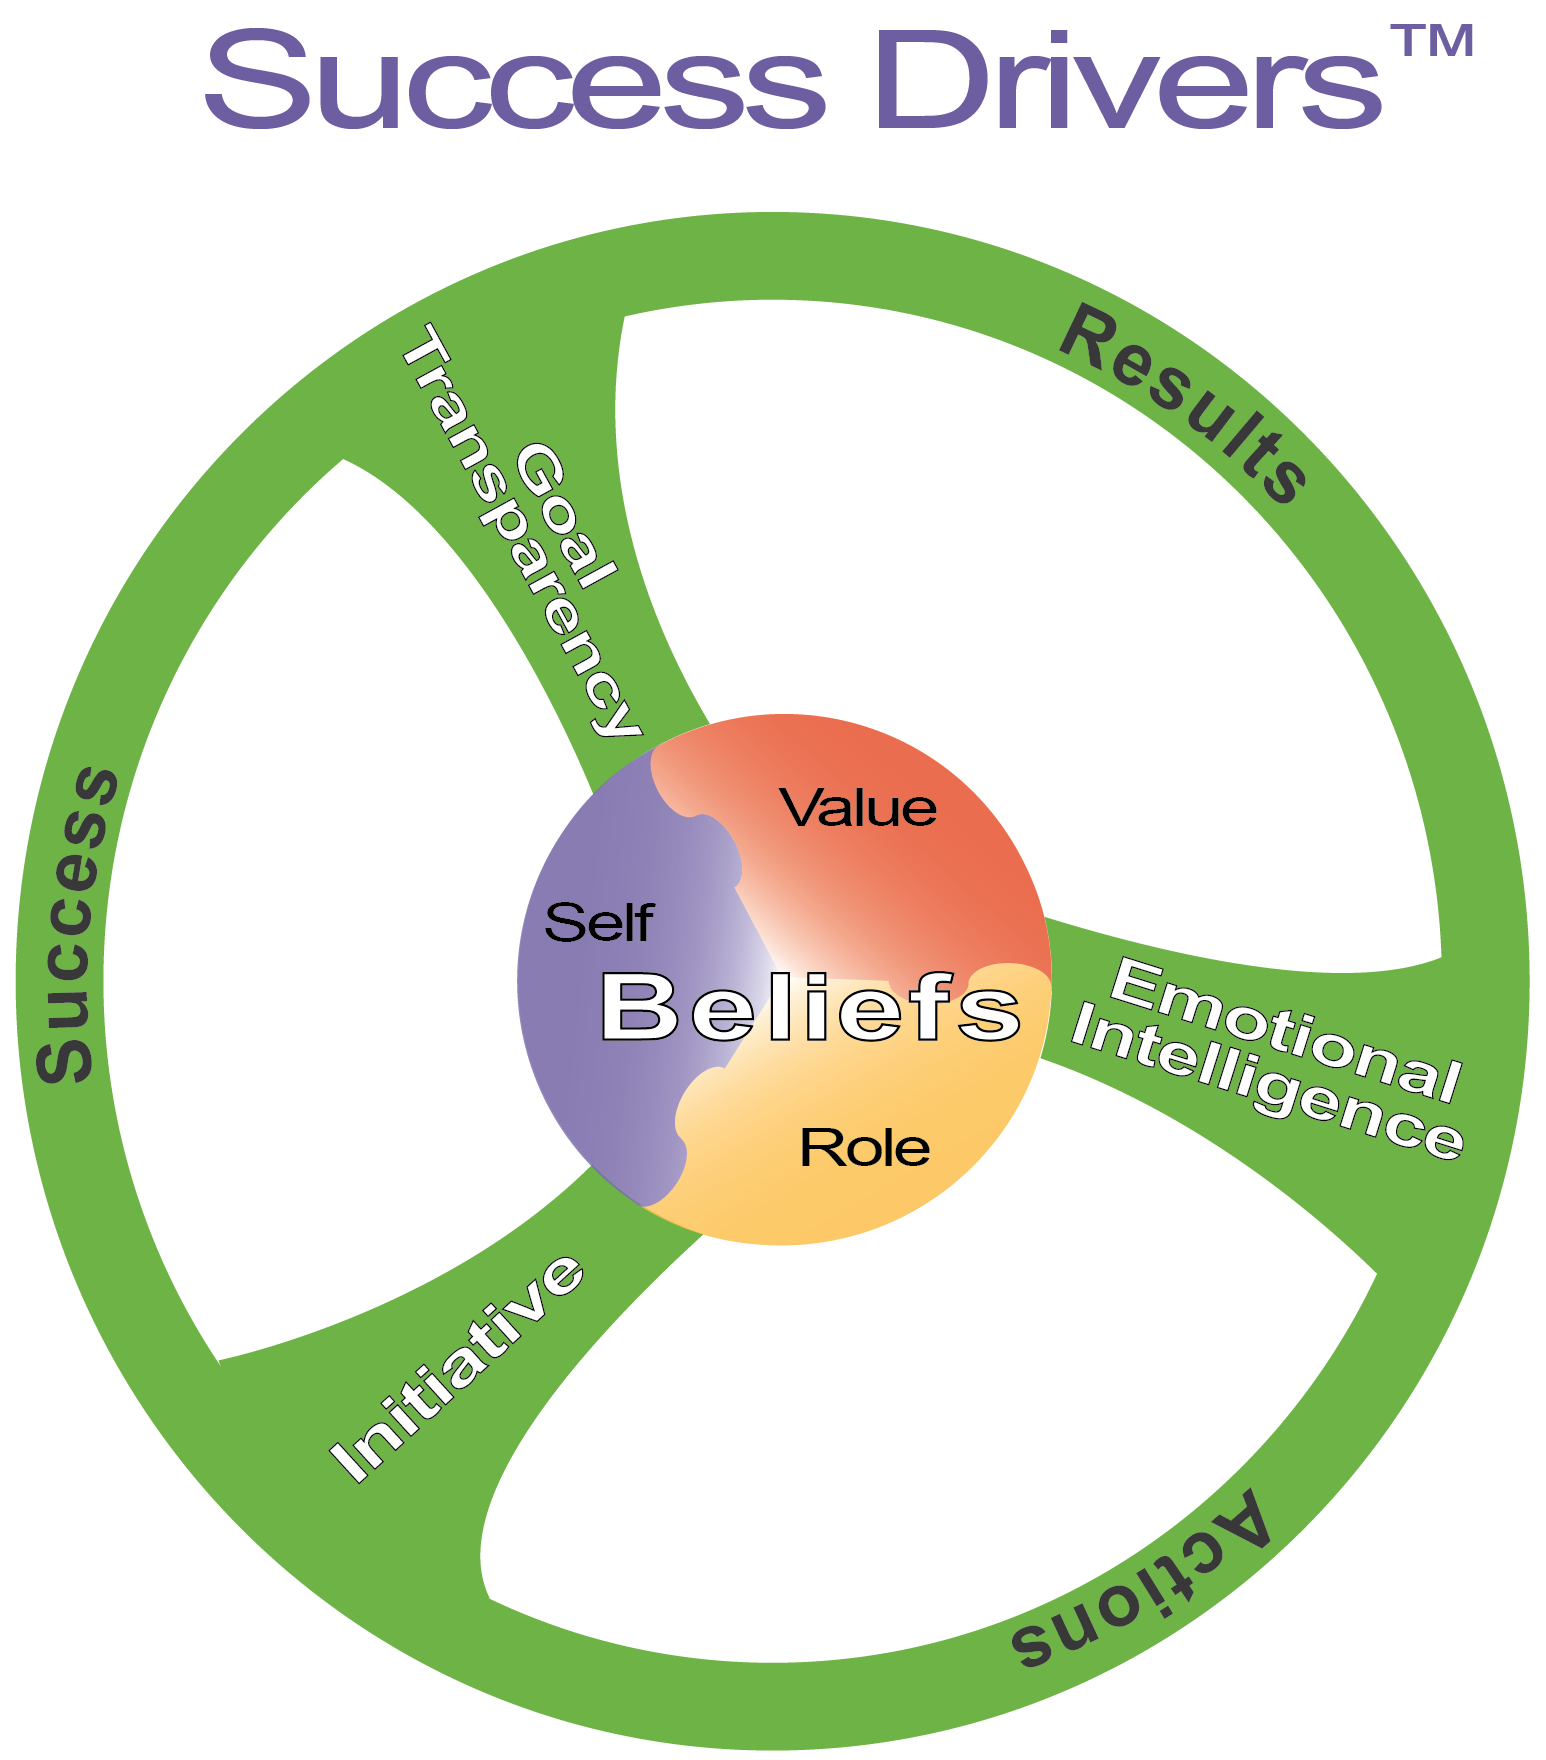 Success Drivers™
Results
Goal
Transparency
Value
Success
Self
Beliefs
Emotional
Intelligence
Role
Initiative
Actions